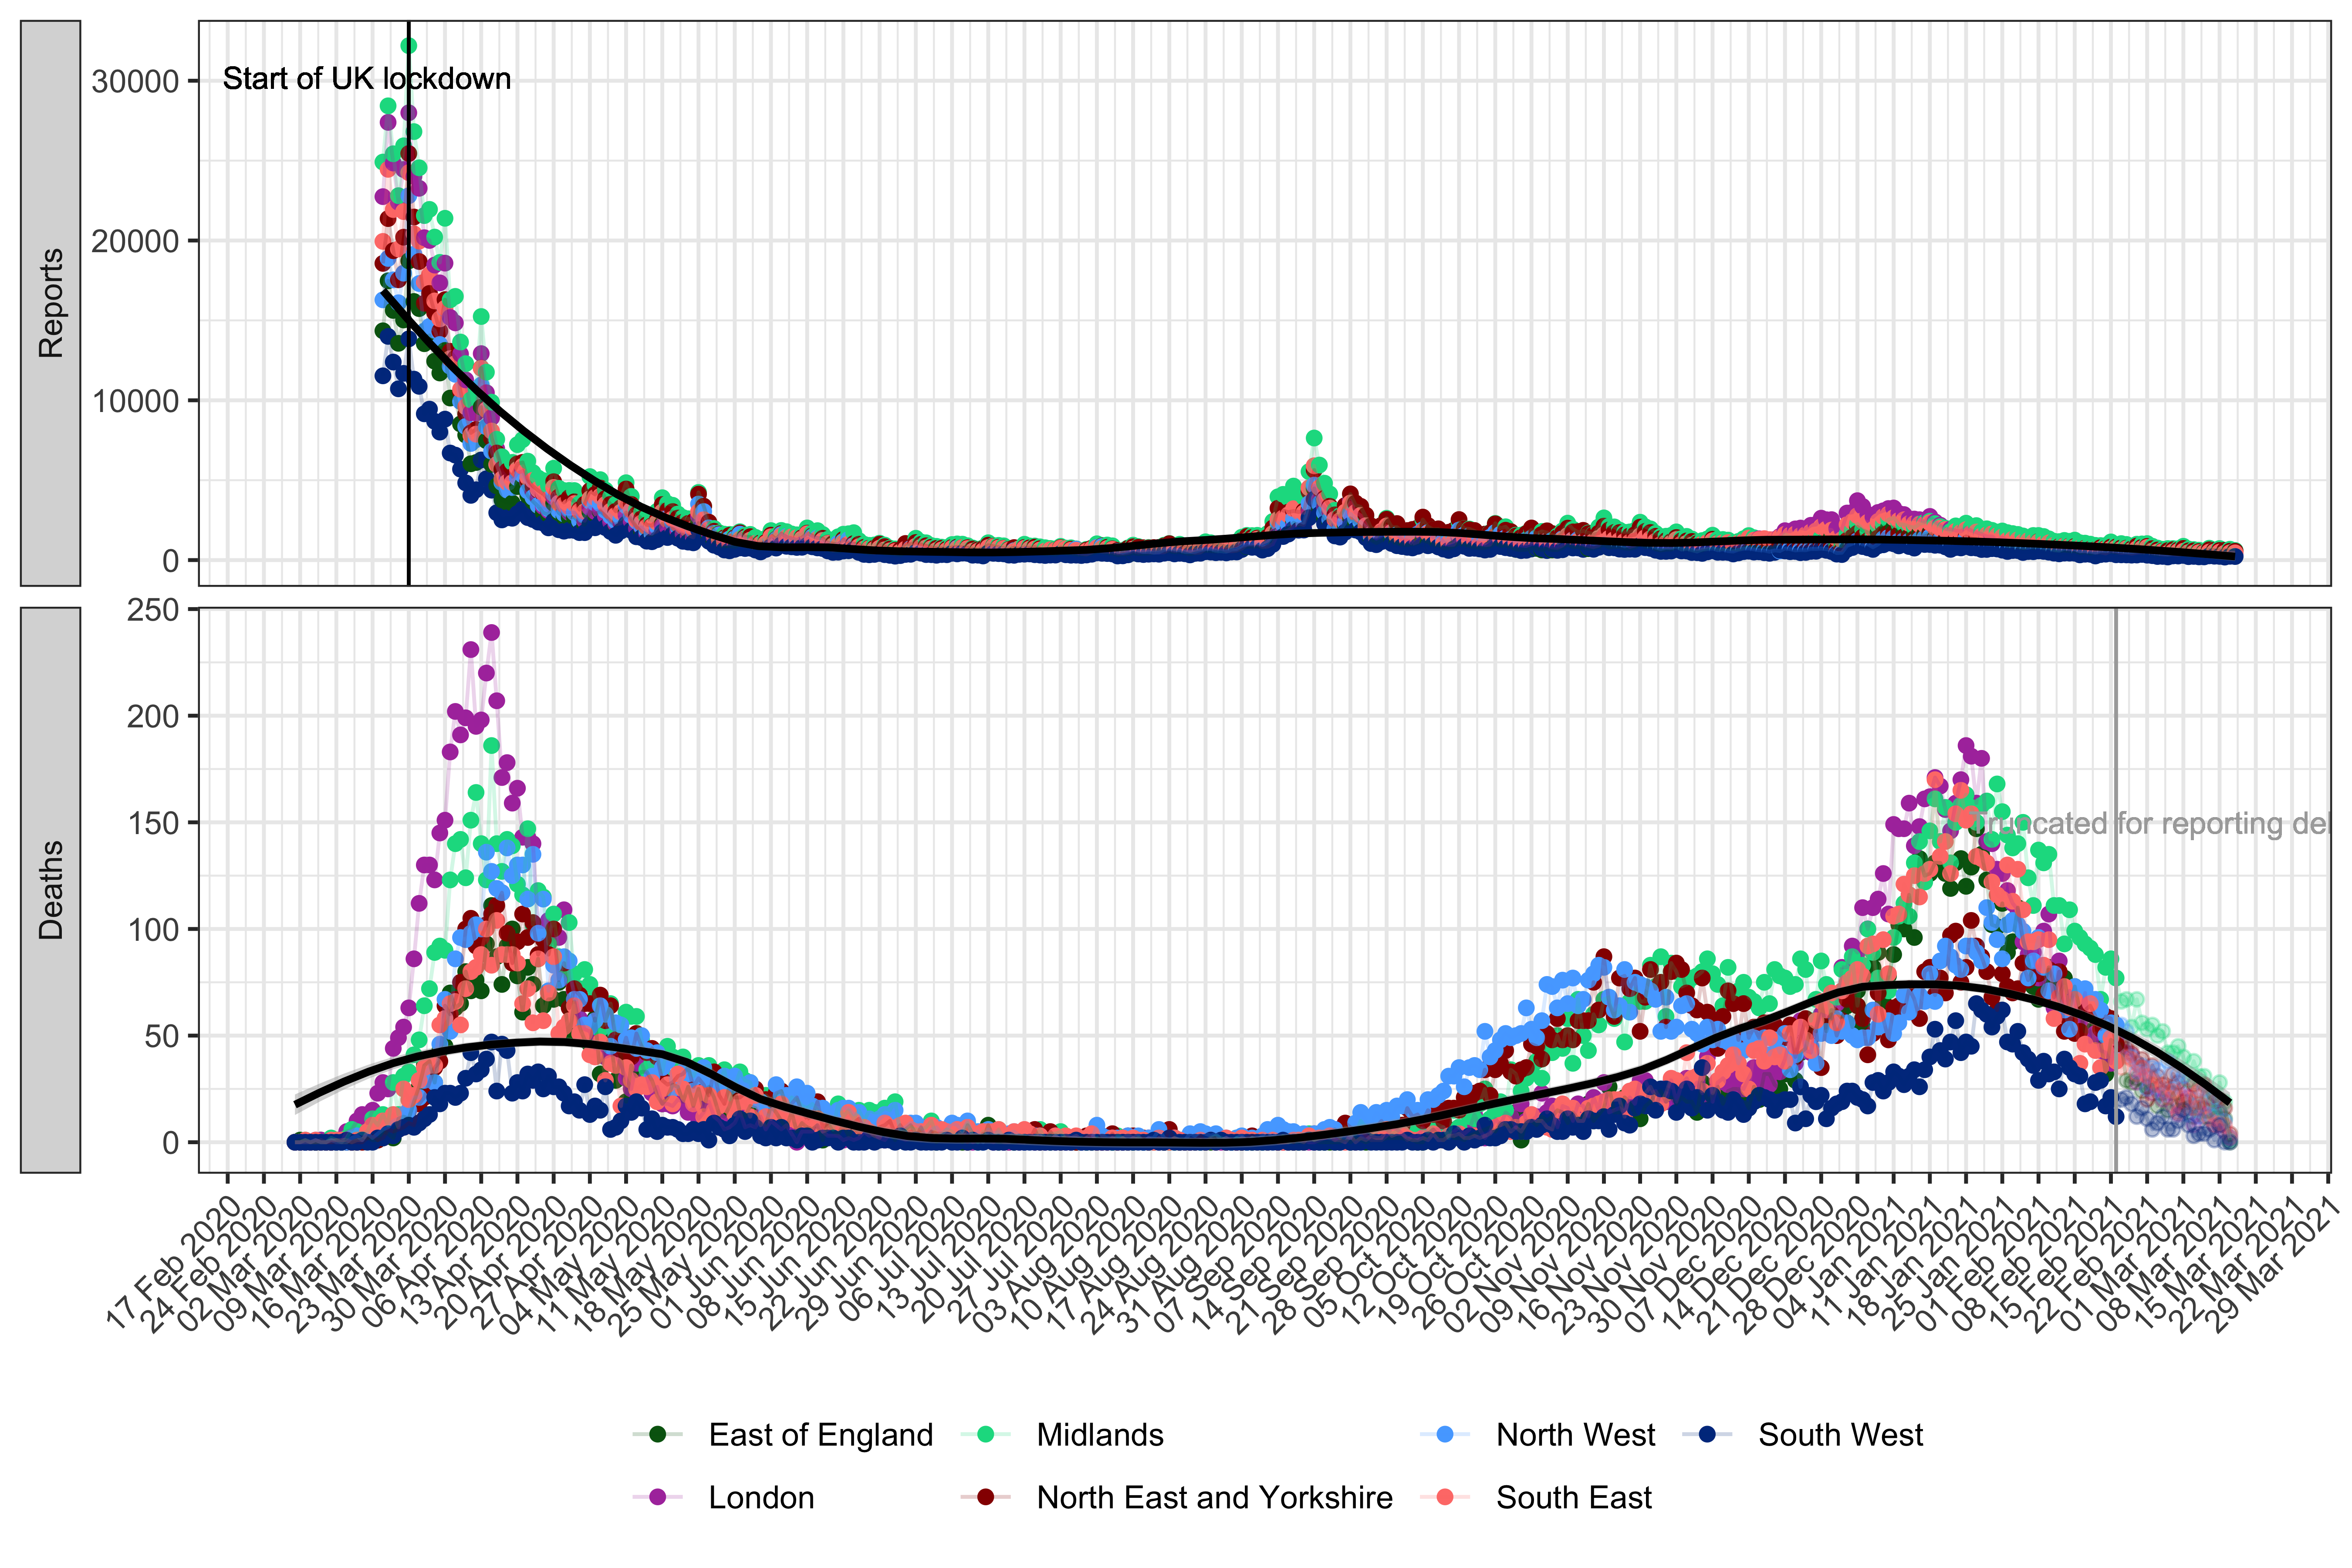 Reports
30000
20000
10000
0
Start of UK lockdown
Deaths
250
200
150
100
50
0
Truncated for reporting del
17 Feb 2020
24 Feb 2020
02 Mar 2020
09 Mar 2020
16 Mar 2020
23 Mar 2020
30 Mar 2020
06 Apr 2020
13 Apr 2020
20 Apr 2020
27 Apr 2020
04 May 2020
11 May 2020
18 May 2020
25 May 2020
01 Jun 2020
08 Jun 2020
15 Jun 2020
22 Jun 2020
29 Jun 2020
06 Jul 2020
13 Jul 2020
20 Jul 2020
27 Jul 2020
03 Aug 2020
10 Aug 2020
17 Aug 2020
24 Aug 2020
31 Aug 2020
07 Sep 2020
14 Sep 2020
21 Sep 2020
28 Sep 2020
05 Oct 2020
12 Oct 2020
19 Oct 2020
26 Oct 2020
02 Nov 2020
09 Nov 2020
16 Nov 2020
23 Nov 2020
30 Nov 2020
07 Dec 2020
14 Dec 2020
21 Dec 2020
28 Dec 2020
04 Jan 2021
11 Jan 2021
18 Jan 2021
25 Jan 2021
01 Feb 2021
08 Feb 2021
15 Feb 2021
22 Feb 2021
01 Mar 2021
08 Mar 2021
15 Mar 2021
22 Mar 2021
29 Mar 2021
East of England Midlands North West South West
London North East and Yorkshire South East